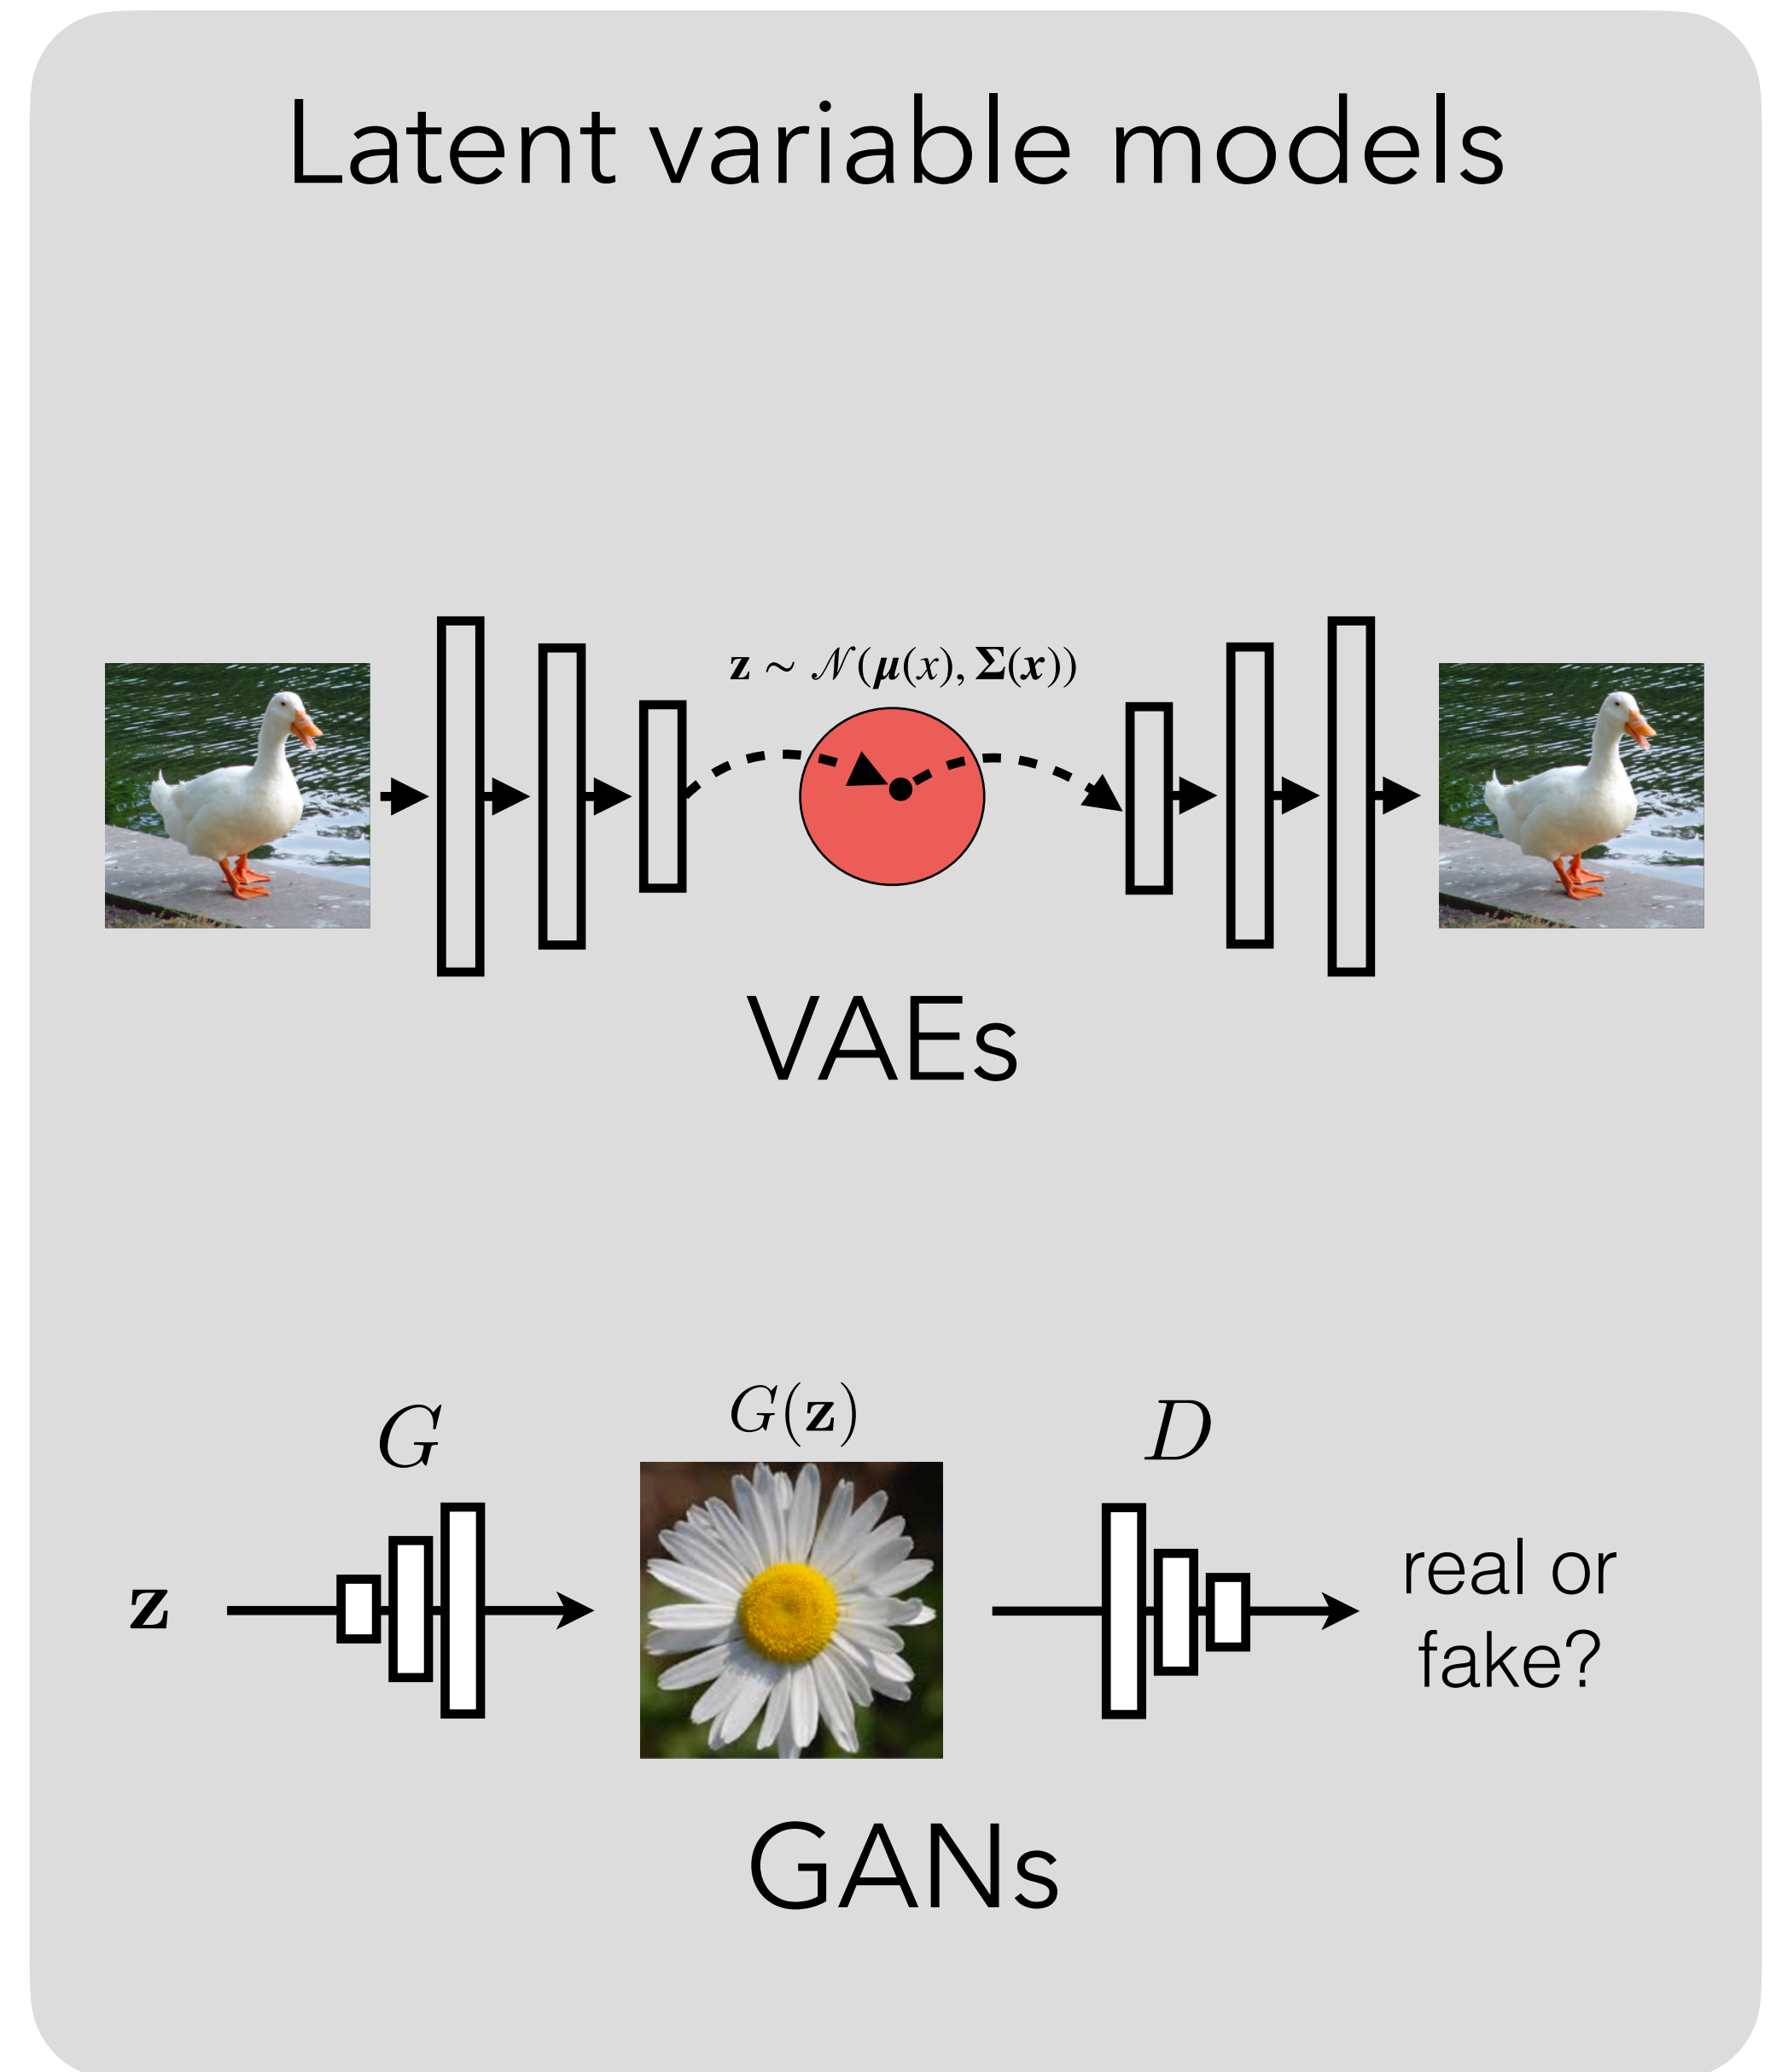 Latent variable models
z ∼ 𝒩(μ(x), Σ(x))
VAEs
G
G(z)
D
z
real or
fake?
GANs